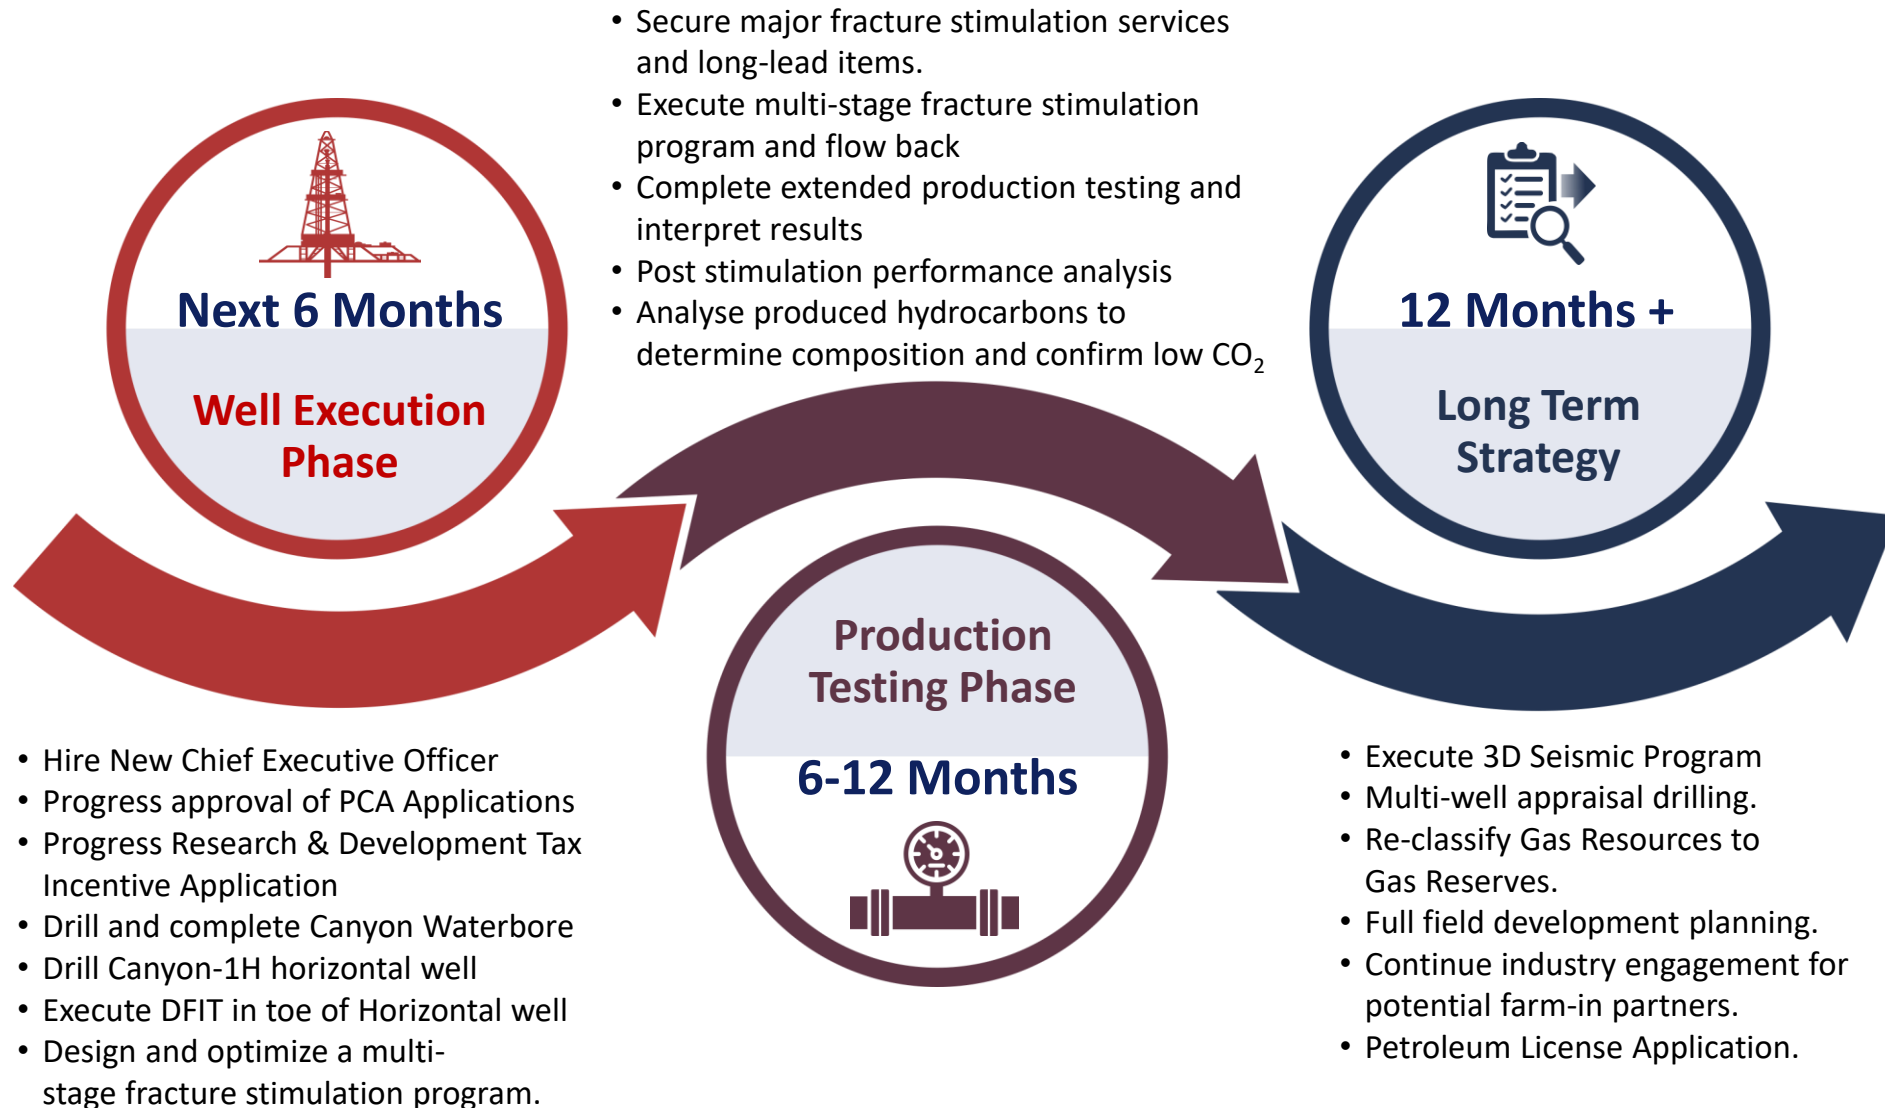 Next 6 Months
Well Execution
Phase
• Hire New Chief Executive Officer
• Progress approval of PCA Applications
• Progress Research & Development Tax
Incentive Application
• Drill and complete Canyon Waterbore
• Drill Canyon-1H horizontal well
• Execute DFIT in toe of Horizontal well
• Design and optimize a multi-
stage fracture stimulation program.
• Secure major fracture stimulation services
and long-lead items.
• Execute multi-stage fracture stimulation
program and flow back
• Complete extended production testing and
interpret results
• Post stimulation performance analysis
• Analyse produced hydrocarbons to
determine composition and confirm low CO₂
Production
Testing Phase
6-12 Months
12 Months +
Long Term
Strategy
• Execute 3D Seismic Program
• Multi-well appraisal drilling.
• Re-classify Gas Resources to
Gas Reserves.
• Full field development planning.
• Continue industry engagement for
potential farm-in partners.
• Petroleum License Application.